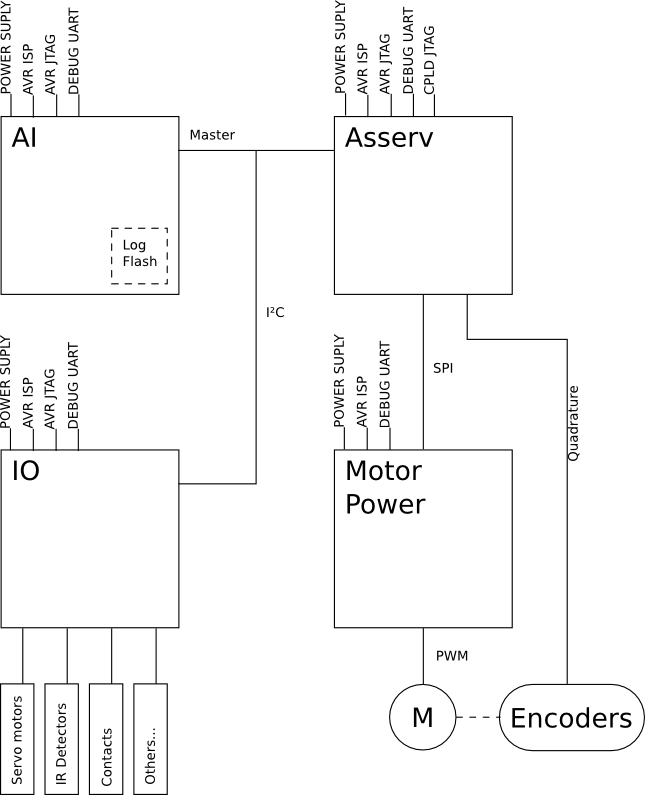 POWER SUPLY
AVR ISP
AVR JTAG
DEBUG UART
POWER SUPLY
AVR ISP
AVR JTAG
DEBUG UART
CPLD JTAG
AI
Master
Asserv
Log
Flash
I²C
POWER SUPLY
AVR ISP
AVR JTAG
DEBUG UART
POWER SUPLY
AVR ISP
DEBUG UART
SPI
Quadrature
IO
Motor
Power
PWM
Servo motors
IR Detectors
Contacts
Others...
M
Encoders